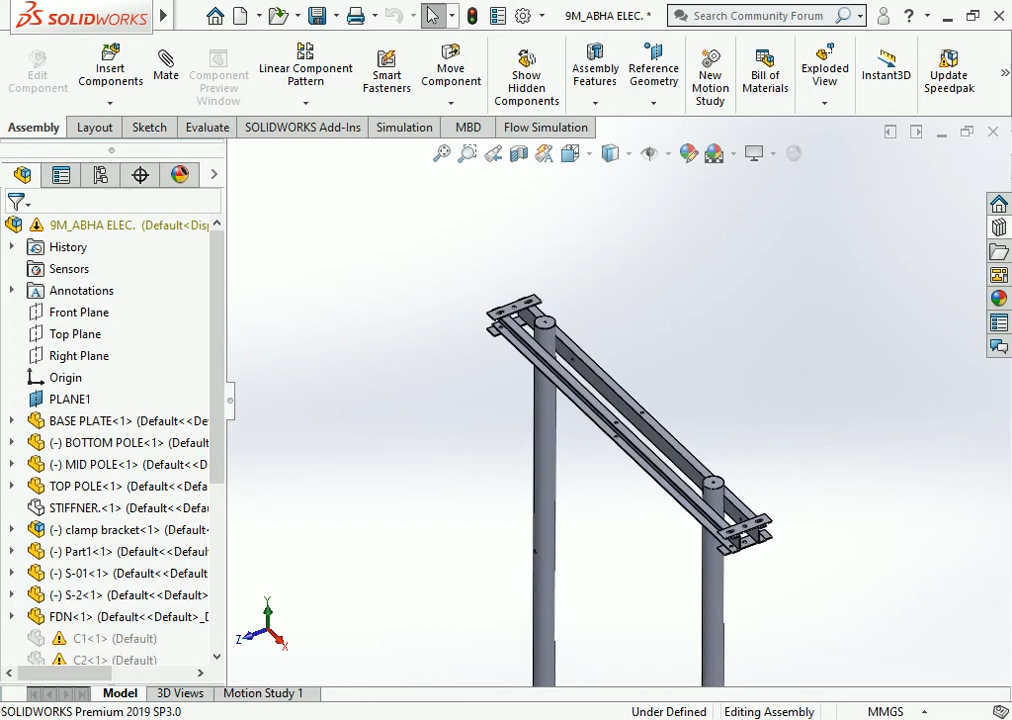 SOLIDWORKS
9M_ABHA ELEC. *
Search Community Forum
?
Edit Component
Insert Components
Mate
Component Preview Window
Linear Component Pattern
Smart Fasteners
Move Component
Show Hidden Components
Assembly Features
Reference Geometry
New Motion Study
Bill of Materials
Exploded View
Instant3D
Update Speedpak
Assembly
Layout
Sketch
Evaluate
SOLIDWORKS Add-Ins
Simulation
MBD
Flow Simulation
9M_ABHA ELEC. (Default<Dis
History
Sensors
Annotations
Front Plane
Top Plane
Right Plane
Origin
PLANE1
BASE PLATE<1> (Default<<De
(-) BOTTOM POLE<1> (Defaul
(-) MID POLE<1> (Default<<D
TOP POLE<1> (Default<<Defa
STIFFNER.<1> (Default<<Def
(-) clamp bracket<1> (Default
(-) Part1<1> (Default<<Defaul
(-) S-01<1> (Default<<Default
(-) S-2<1> (Default<<Default>
FDN<1> (Default<<Default>_D
C1<1> (Default)
C2<1> (Default)
Y
Z
X
Model
3D Views
Motion Study 1
SOLIDWORKS Premium 2019 SP3.0
Under Defined
Editing Assembly
MMGS